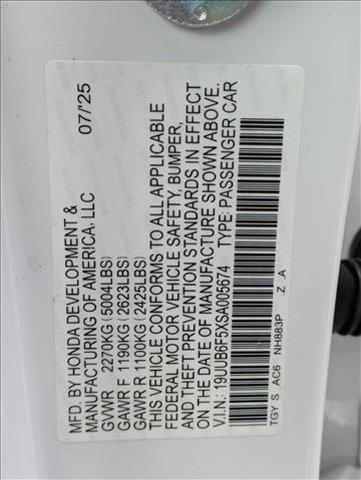 MFD. BY HONDA DEVELOPMENT &
MANUFACTURING OF AMERICA, LLC 07/'25
GVWR 2270KG (5004LBS)
GAWR F 1190KG (2623LBS)
GAWR R 1100KG (2425LBS)
THIS VEHICLE CONFORMS TO ALL APPLICABLE
FEDERAL MOTOR VEHICLE SAFETY, BUMPER,
AND THEFT PREVENTION STANDARDS IN EFFECT
ON THE DATE OF MANUFACTURE SHOWN ABOVE.
V.I.N.: 19UUB6F5XSA005674 TYPE: PASSENGER CAR
TGY S AC6 NH883P Z A